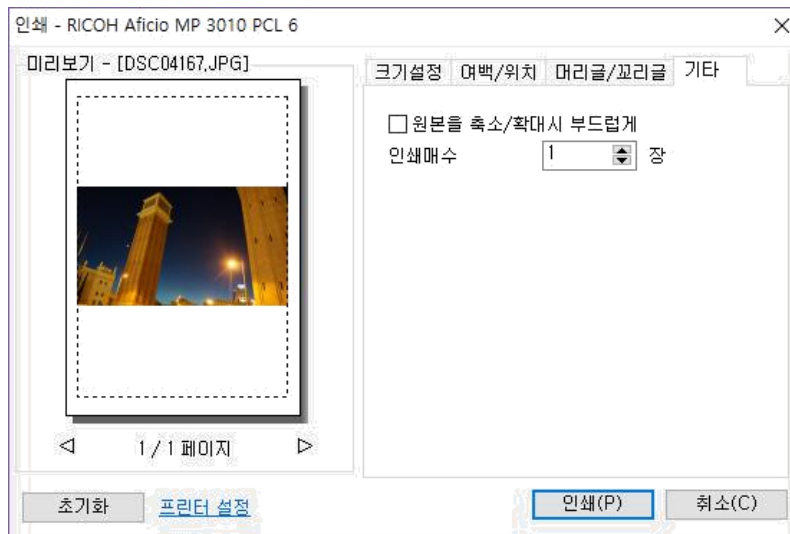 인쇄 - RICOH Aficio MP 3010 PCL 6
미리보기 - [DSC04167.JPG]
크기설정 여백/위치 머리글/꼬리글 기타
원본을 축소/확대시 부드럽게
인쇄매수 1 장
1 / 1 페이지
초기화 프린터 설정 인쇄(P) 취소(C)